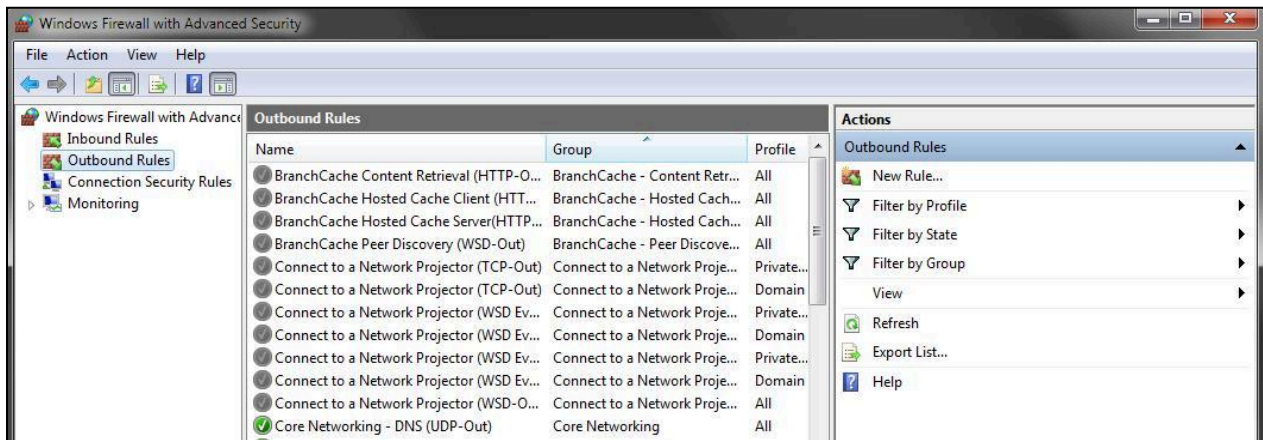 Windows Firewall with Advanced Security
File Action View Help
Windows Firewall with Advance
Inbound Rules
Outbound Rules
Connection Security Rules
Monitoring
Outbound Rules
Name Group Profile
BranchCache Content Retrieval (HTTP-O... BranchCache - Content Retr... All
BranchCache Hosted Cache Client (HTT... BranchCache - Hosted Cach... All
BranchCache Hosted Cache Server(HTTP... BranchCache - Hosted Cach... All
BranchCache Peer Discovery (WSD-Out) BranchCache - Peer Discove... All
Connect to a Network Projector (TCP-Out) Connect to a Network Proje... Private...
Connect to a Network Projector (TCP-Out) Connect to a Network Proje... Domain
Connect to a Network Projector (WSD Ev... Connect to a Network Proje... Private...
Connect to a Network Projector (WSD Ev... Connect to a Network Proje... Domain
Connect to a Network Projector (WSD Ev... Connect to a Network Proje... Private...
Connect to a Network Projector (WSD Ev... Connect to a Network Proje... Domain
Connect to a Network Projector (WSD-O... Connect to a Network Proje... All
Core Networking - DNS (UDP-Out) Core Networking All
Actions
Outbound Rules
New Rule...
Filter by Profile
Filter by State
Filter by Group
View
Refresh
Export List...
Help